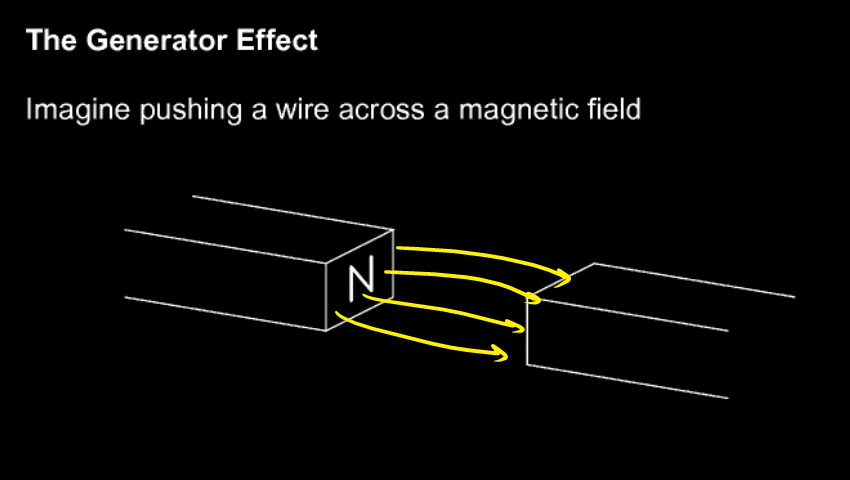 The Generator Effect
Imagine pushing a wire across a magnetic field
N